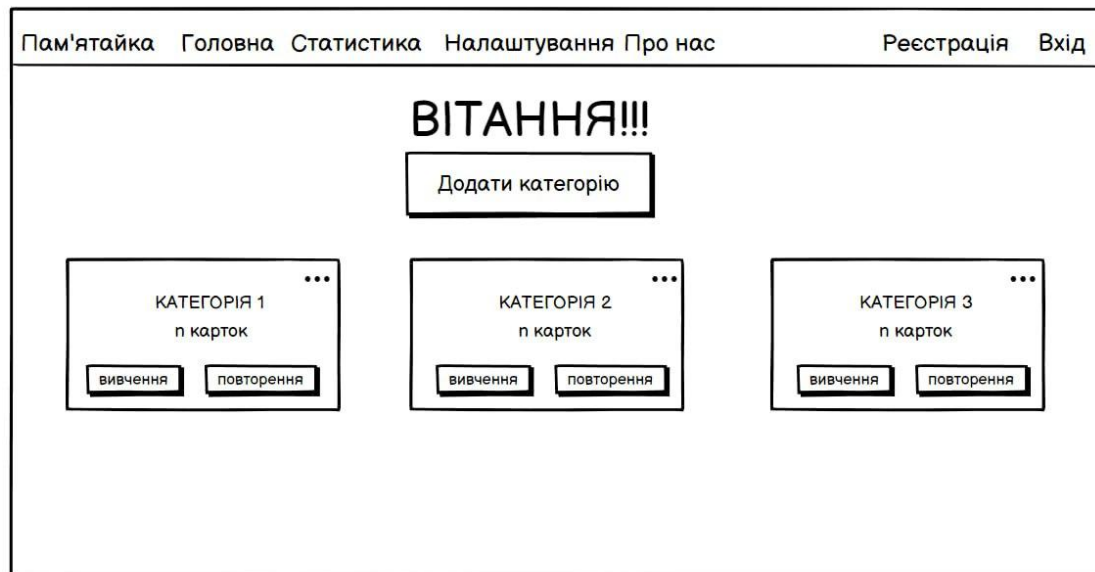 Пам'ятайка Головна Статистика Налаштування Про нас Реєстрація Вхід
ВІТАННЯ!!!
Додати категорію
КАТЕГОРІЯ 1
n карток
вивчення повторення
КАТЕГОРІЯ 2
n карток
вивчення повторення
КАТЕГОРІЯ 3
n карток
вивчення повторення